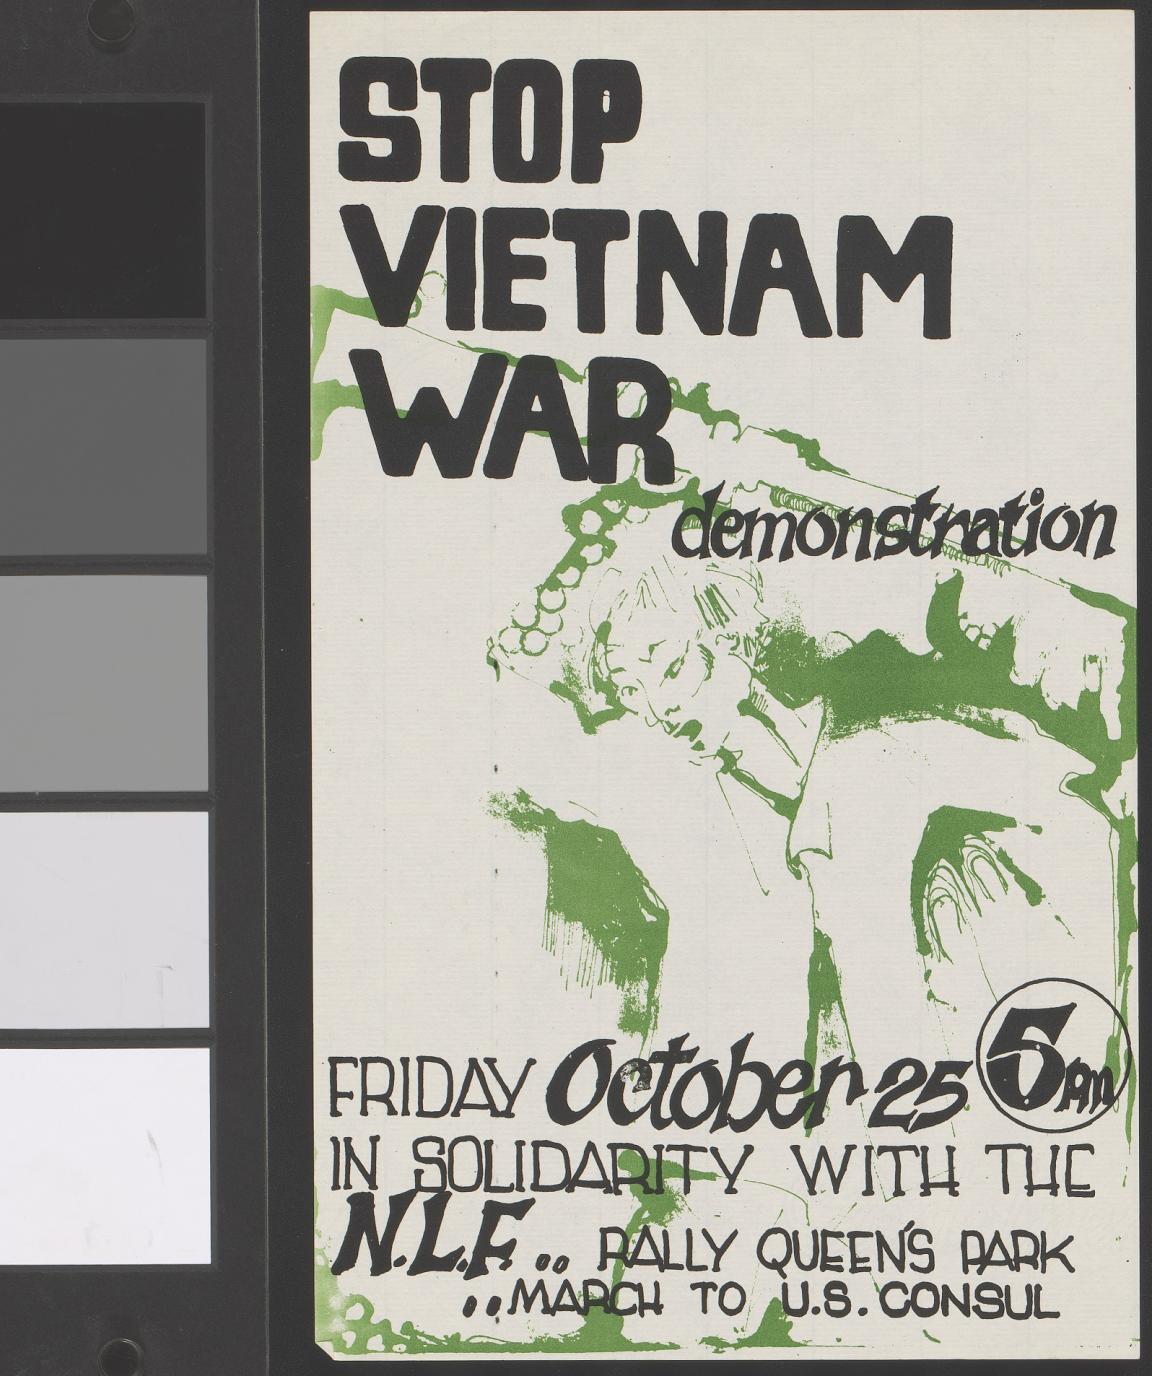 STOP
VIETNAM
WAR
demonstration
FRIDAY October 25 5PM
IN SOLIDARITY WITH THE
N.L.F. .. RALLY QUEEN'S PARK
..MARCH TO U.S. CONSUL